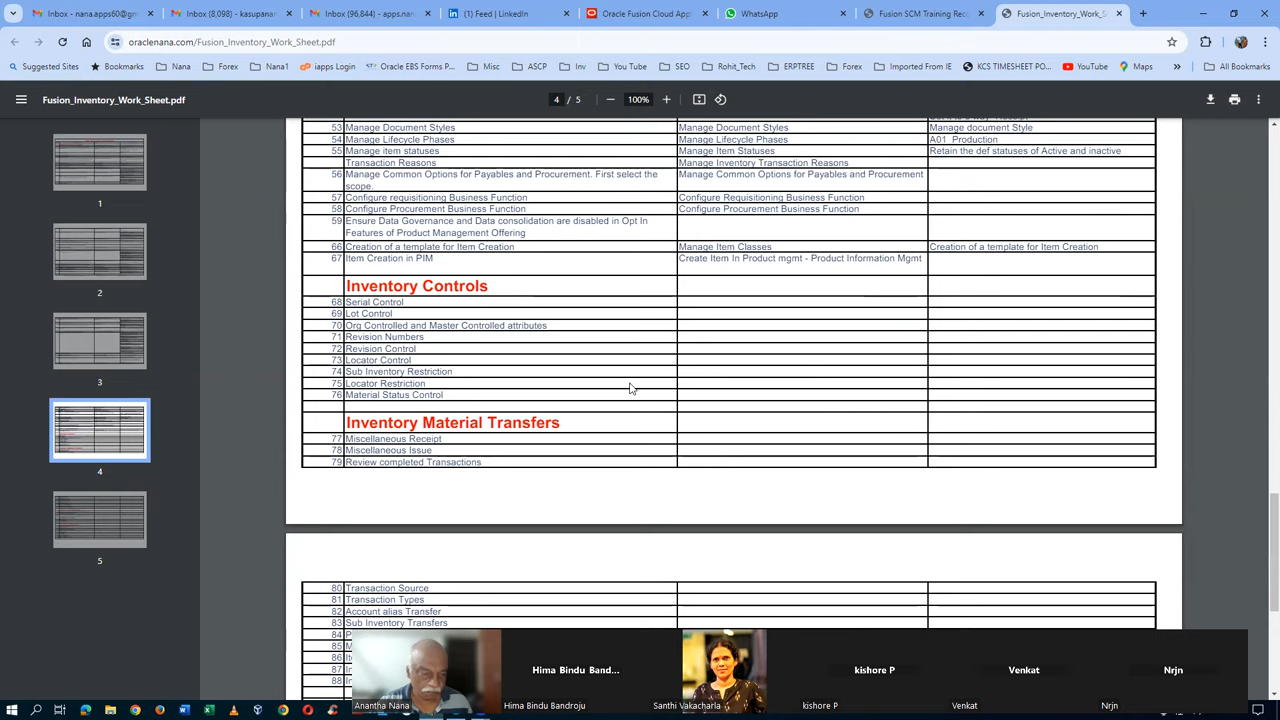 Inbox - nana.apps60@gm
Inbox (8,098) - kasupanan
Inbox (96,844) - apps.nan
(1) Feed | LinkedIn
Oracle Fusion Cloud Appl
WhatsApp
Fusion SCM Training Rec
Fusion_Inventory_Work_S
oraclenana.com/Fusion_Inventory_Work_Sheet.pdf
Suggested Sites
Bookmarks
Nana
Forex
Nana1
iapps Login
Oracle EBS Forms P...
Misc
ASCP
Inv
SEO
Rohit_Tech
ERPTREE
Forex
Imported From IE
KCS TIMESHEET PO...
YouTube
Maps
All Bookmarks
Fusion_Inventory_Work_Sheet.pdf
4 / 5
100%
53 Manage Document Styles Manage Document Styles Manage document Style
54 Manage Lifecycle Phases Manage Lifecycle Phases A01 Production
55 Manage item statuses Manage Item Statuses Retain the def statuses of Active and inactive
Transaction Reasons Manage Inventory Transaction Reasons
56 Manage Common Options for Payables and Procurement. First select the Manage Common Options for Payables and Procurement
scope.
57 Configure requisitioning Business Function Configure Requisitioning Business Function
58 Configure Procurement Business Function Configure Procurement Business Function
59 Ensure Data Governance and Data consolidation are disabled in Opt In
Features of Product Management Offering
66 Creation of a template for Item Creation Manage Item Classes Creation of a template for Item Creation
67 Item Creation in PIM Create Item In Product mgmt - Product Information Mgmt
Inventory Controls
68 Serial Control
69 Lot Control
70 Org Controlled and Master Controlled attributes
71 Revision Numbers
72 Revision Control
73 Locator Control
74 Sub Inventory Restriction
75 Locator Restriction
76 Material Status Control
Inventory Material Transfers
77 Miscellaneous Receipt
78 Miscellaneous Issue
79 Review completed Transactions
80 Transaction Source
81 Transaction Types
82 Account alias Transfer
83 Sub Inventory Transfers
84
85
86
87
88
1
2
3
4
5
Hima Bindu Band...
kishore P
Venkat
Nrjn
Anantha Nana
Hima Bindu Bandroju
Santhi Vakacharla
kishore P
Venkat
Nrjn